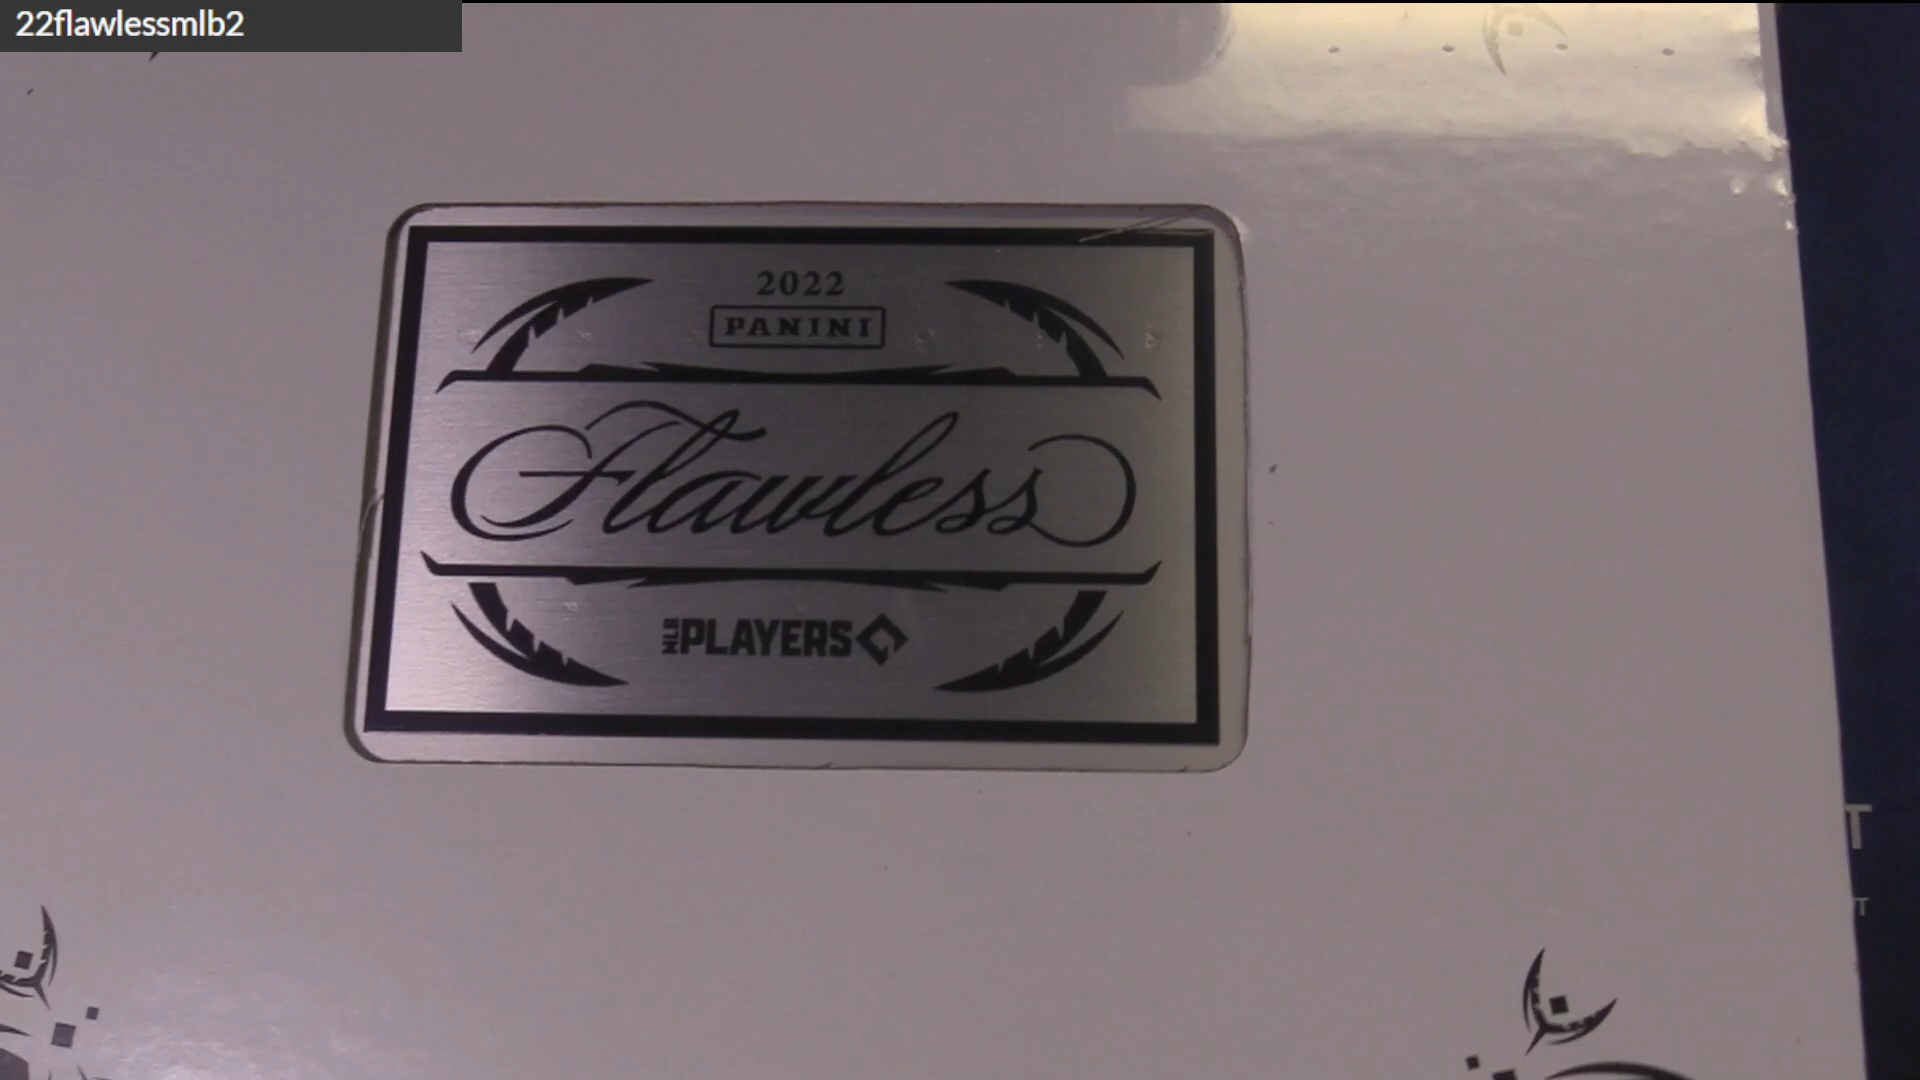 22flawlessmlb2
2022
PANINI
Flawless
MLB PLAYERS
T
T